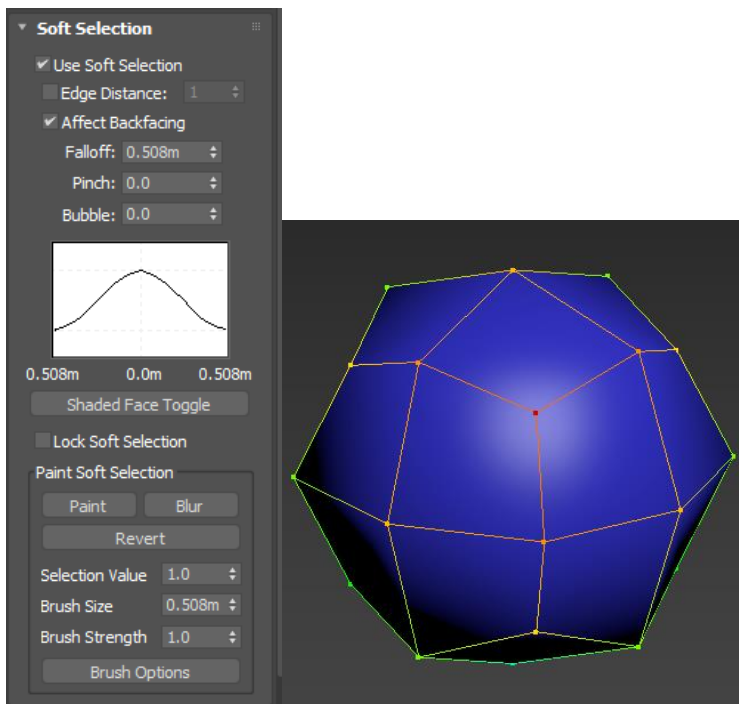 Soft Selection
Use Soft Selection
Edge Distance: 1
Affect Backfacing
Falloff: 0.508m
Pinch: 0.0
Bubble: 0.0
0.508m 0.0m 0.508m
Shaded Face Toggle
Lock Soft Selection
Paint Soft Selection
Paint Blur
Revert
Selection Value 1.0
Brush Size 0.508m
Brush Strength 1.0
Brush Options